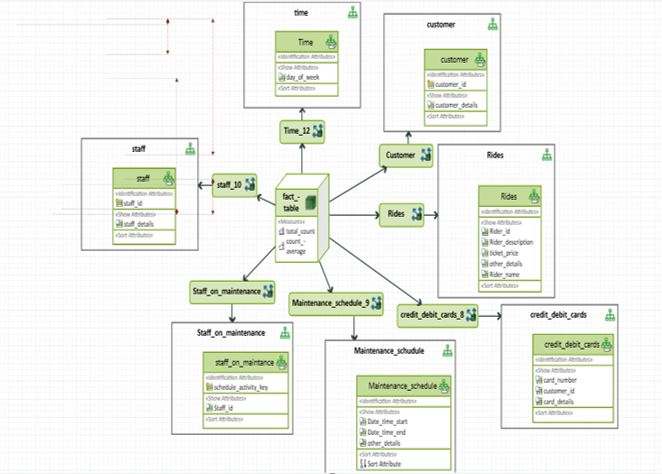 time
Time
«Identification Attributes»
«Show Attributes»
day_of_week
«Sort Attributes»
customer
customer
«Identification Attributes»
customer_id
«Show Attributes»
customer_details
«Sort Attributes»
Time_12
Customer
staff
staff
«Identification Attributes»
staff_id
«Show Attributes»
staff_details
«Sort Attributes»
staff_10
fact_-
table
«Measures»
total_count
count_-
average
Rides
Rides
Rides
«Identification Attributes»
«Show Attributes»
Rider_id
Rider_description
ticket_price
other_details
Rider_name
«Sort Attributes»
Staff_on_maintenance
Maintenance_schedule_9
credit_debit_cards_8
Staff_on_maintenance
staff_on_maintance
«Identification Attributes»
schedule_activity_key
«Show Attributes»
Staff_id
«Sort Attributes»
Maintenance_schudule
Maintenance_schedule
«Identification Attributes»
«Show Attributes»
Date_time_start
Date_time_end
other_details
«Sort Attributes»
Sort Attribute
credit_debit_cards
credit_debit_cards
«Identification Attributes»
«Show Attributes»
card_number
customer_id
card_details
«Sort Attributes»